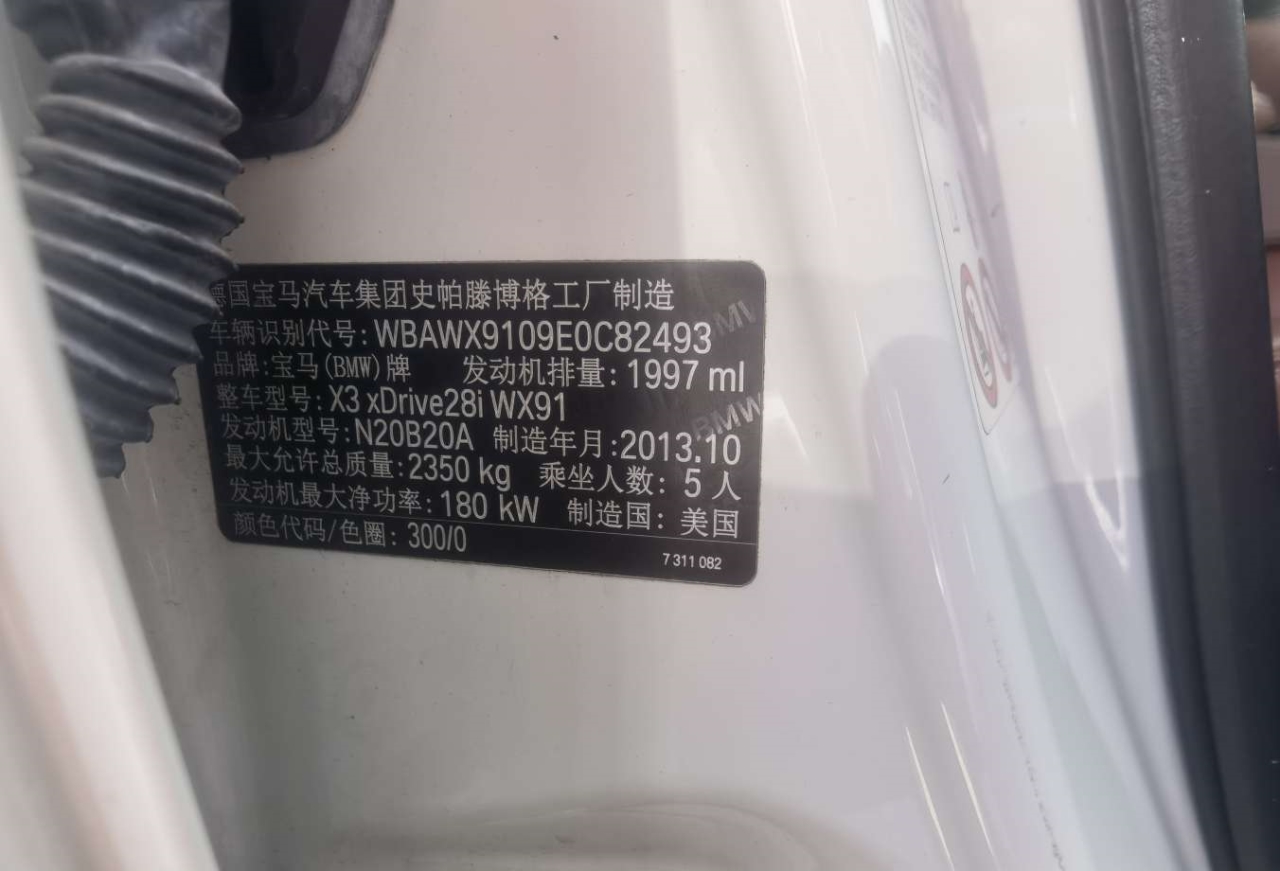 德国宝马汽车集团史帕滕博格工厂制造
车辆识别代号: WBAWX9109E0C82493
品牌: 宝马(BMW)牌 发动机排量: 1997 ml
整车型号: X3 xDrive28i WX91
发动机型号: N20B20A 制造年月: 2013.10
最大允许总质量: 2350 kg 乘坐人数: 5 人
发动机最大净功率: 180 kW 制造国: 美国
颜色代码/色圈: 300/0
7 311 082
BMW